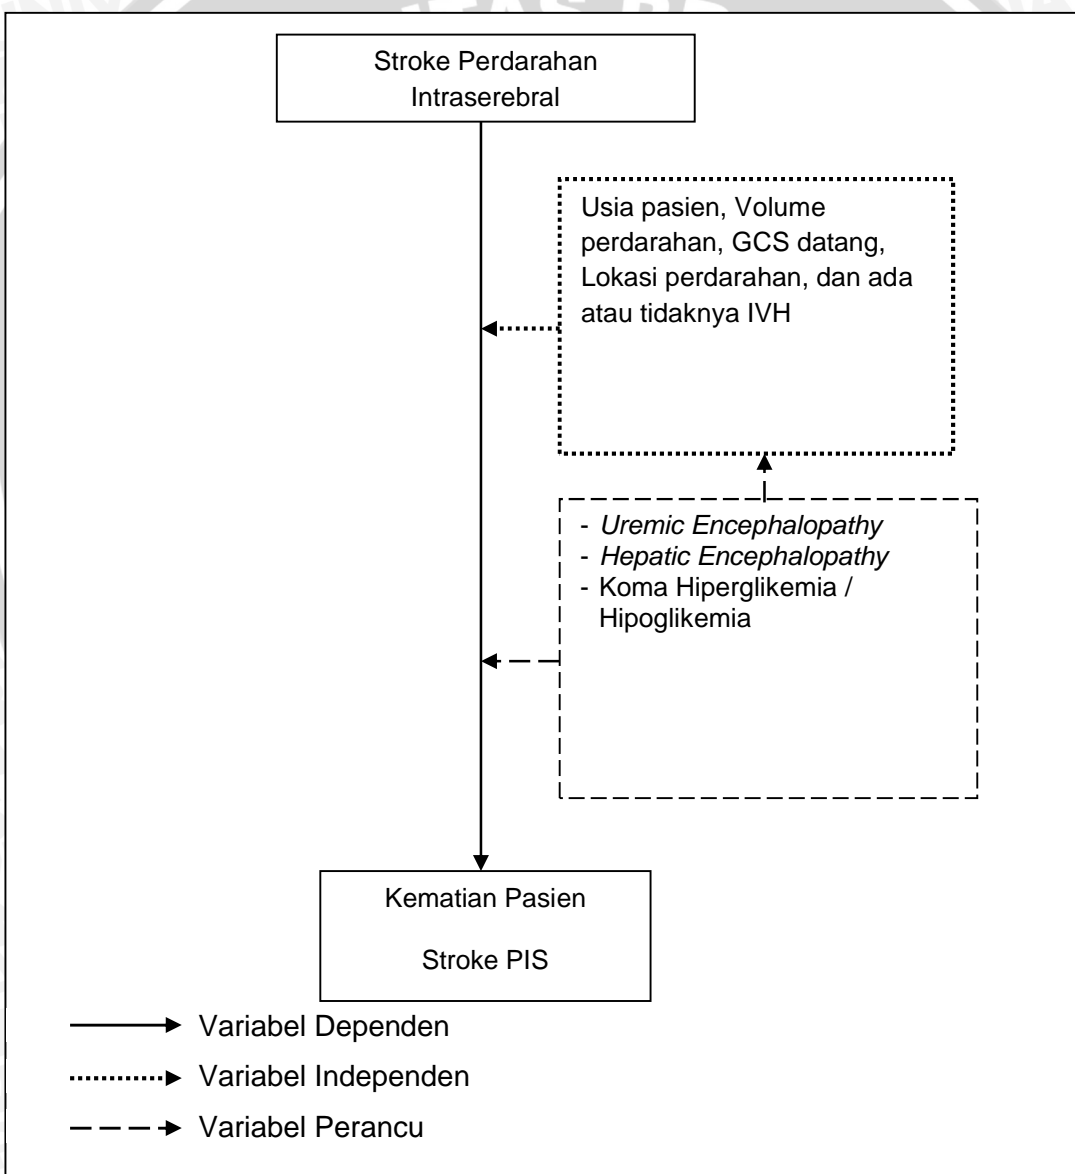 Stroke Perdarahan
Intraserebral
Usia pasien, Volume
perdarahan, GCS datang,
Lokasi perdarahan, dan ada
atau tidaknya IVH
- Uremic Encephalopathy
- Hepatic Encephalopathy
- Koma Hiperglikemia /
Hipoglikemia
Kematian Pasien
Stroke PIS
Variabel Dependen
Variabel Independen
Variabel Perancu